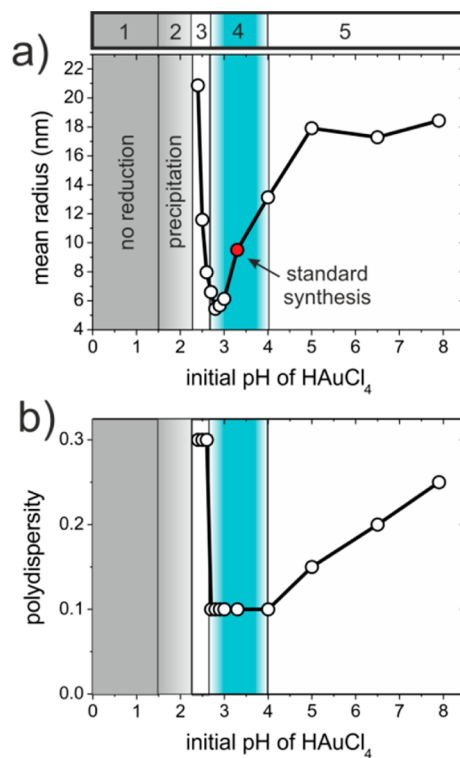 1 2 3 4 5
a)
22
20
18
16
14
12
10
8
6
4
mean radius (nm)
no reduction
precipitation
standard
synthesis
0 1 2 3 4 5 6 7 8
initial pH of HAuCl₄
b)
0.3
0.2
0.1
0.0
polydispersity
0 1 2 3 4 5 6 7 8
initial pH of HAuCl₄